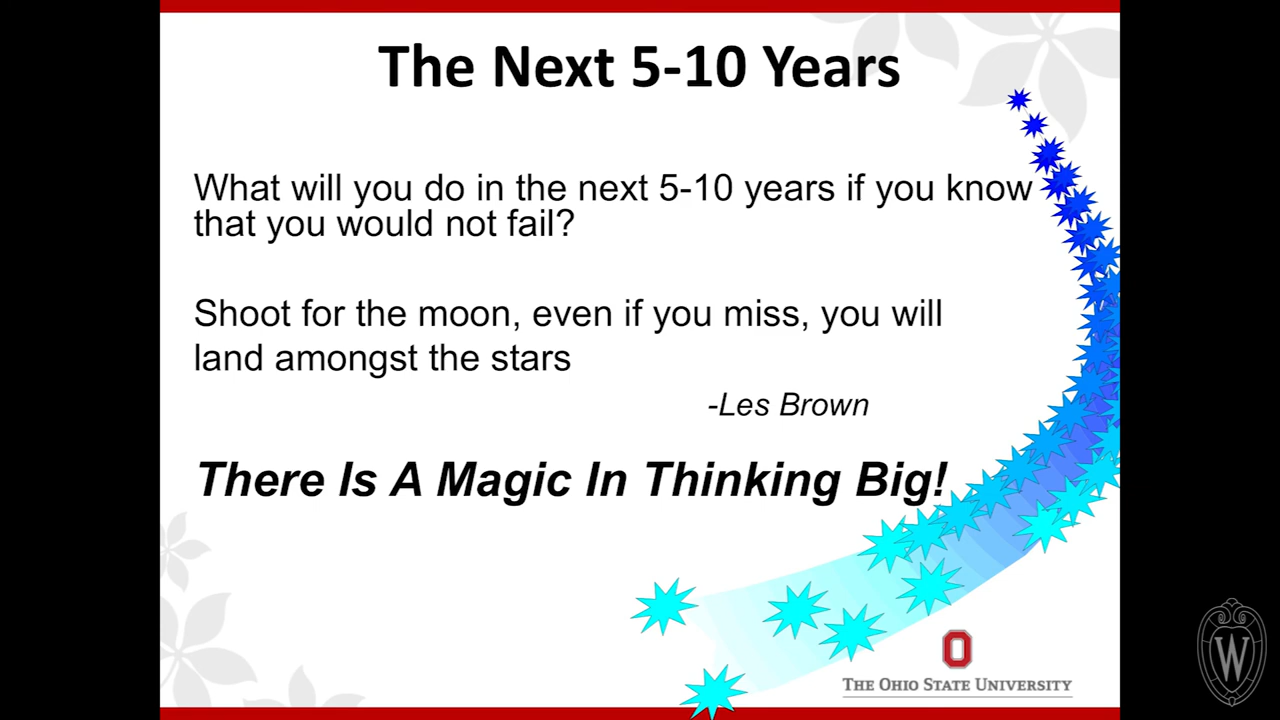 The Next 5-10 Years
What will you do in the next 5-10 years if you know
that you would not fail?
Shoot for the moon, even if you miss, you will
land amongst the stars
-Les Brown
There Is A Magic In Thinking Big!
O
THE OHIO STATE UNIVERSITY
W